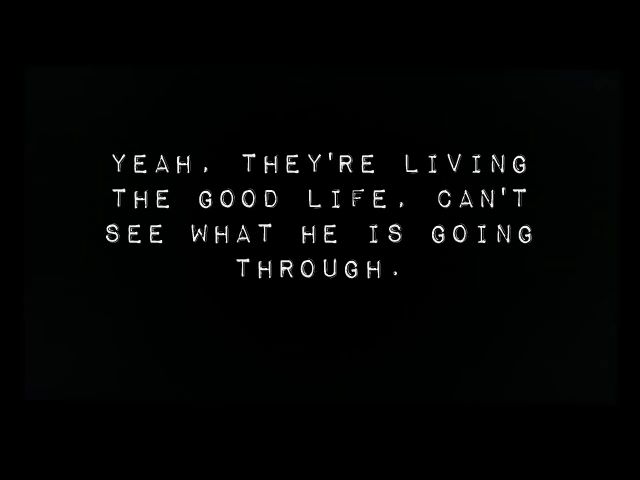 YEAH, THEY'RE LIVING
THE GOOD LIFE, CAN'T
SEE WHAT HE IS GOING
THROUGH.